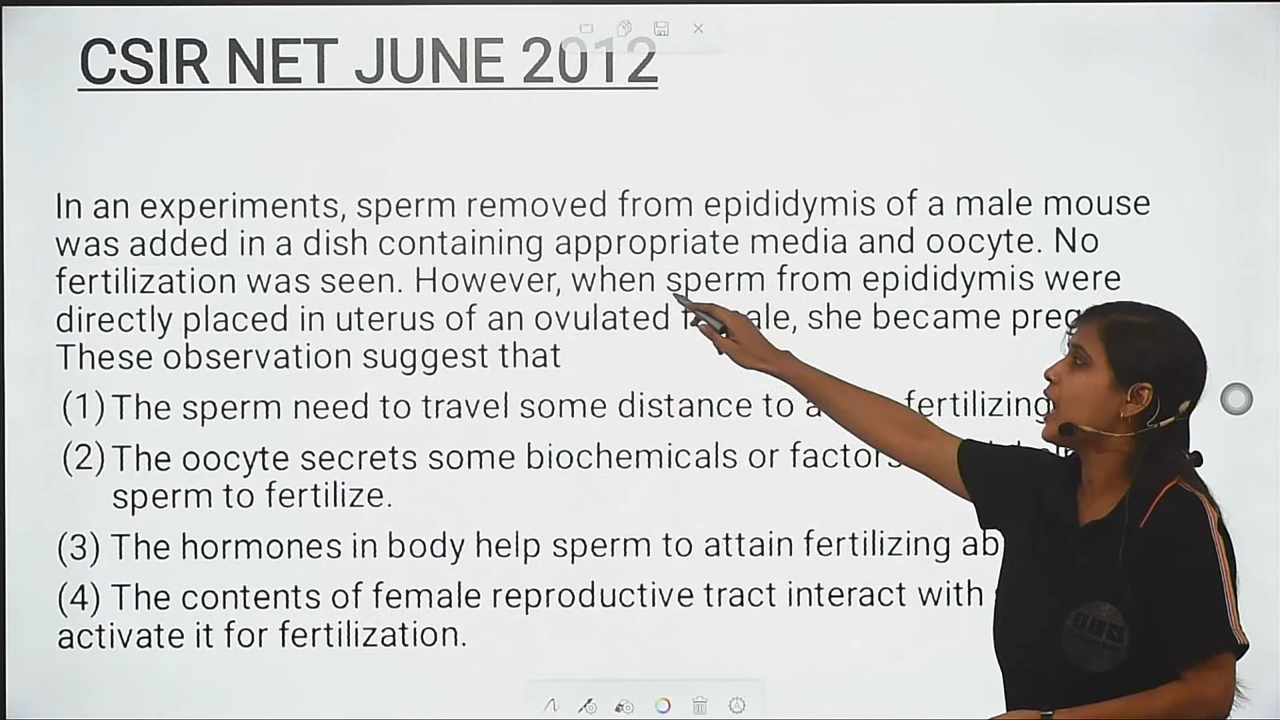 CSIR NET JUNE 2012
In an experiments, sperm removed from epididymis of a male mouse
was added in a dish containing appropriate media and oocyte. No
fertilization was seen. However, when sperm from epididymis were
directly placed in uterus of an ovulated she became
These observation suggest that
(1) The sperm need to travel some distance to fertilizing
(2) The oocyte secrets some biochemicals or factors
sperm to fertilize.
(3) The hormones in body help sperm to attain fertilizing
(4) The contents of female reproductive tract interact with
activate it for fertilization.